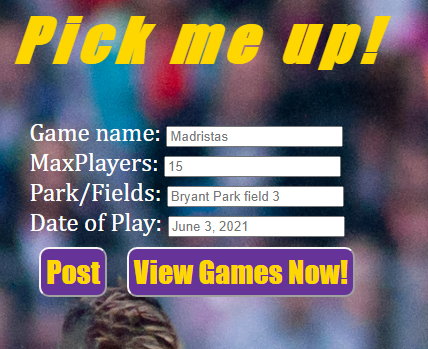 Pick me up!
Game name: Madristas
MaxPlayers: 15
Park/Fields: Bryant Park field 3
Date of Play: June 3, 2021
Post View Games Now!